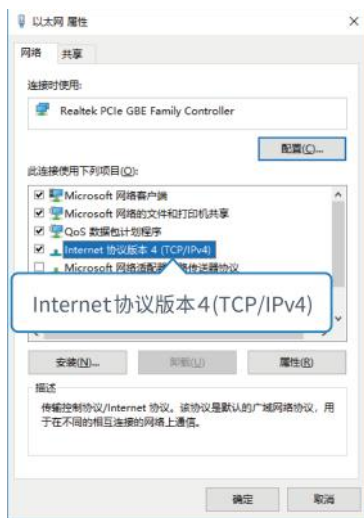 以太网 属性
网络 共享
连接时使用:
Realtek PCIe GBE Family Controller
配置(C)...
此连接使用下列项目(O):
Microsoft 网络客户端
Microsoft 网络的文件和打印机共享
QoS 数据包计划程序
Internet 协议版本 4 (TCP/IPv4)
Microsoft 网络适配器 络传送器协议
Internet协议版本4(TCP/IPv4)
安装(N)... 卸载(U) 属性(R)
描述
传输控制协议/Internet 协议。该协议是默认的广域网络协议，用
于在不同的相互连接的网络上通信。
确定 取消